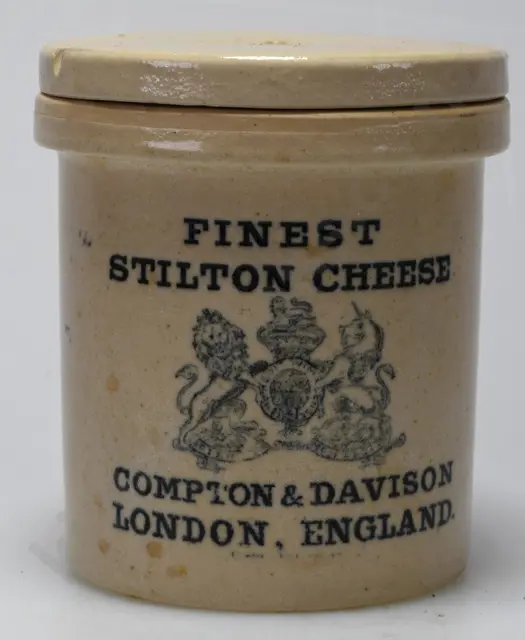 FINEST
STILTON CHEESE
COMPTON & DAVISON
LONDON, ENGLAND.